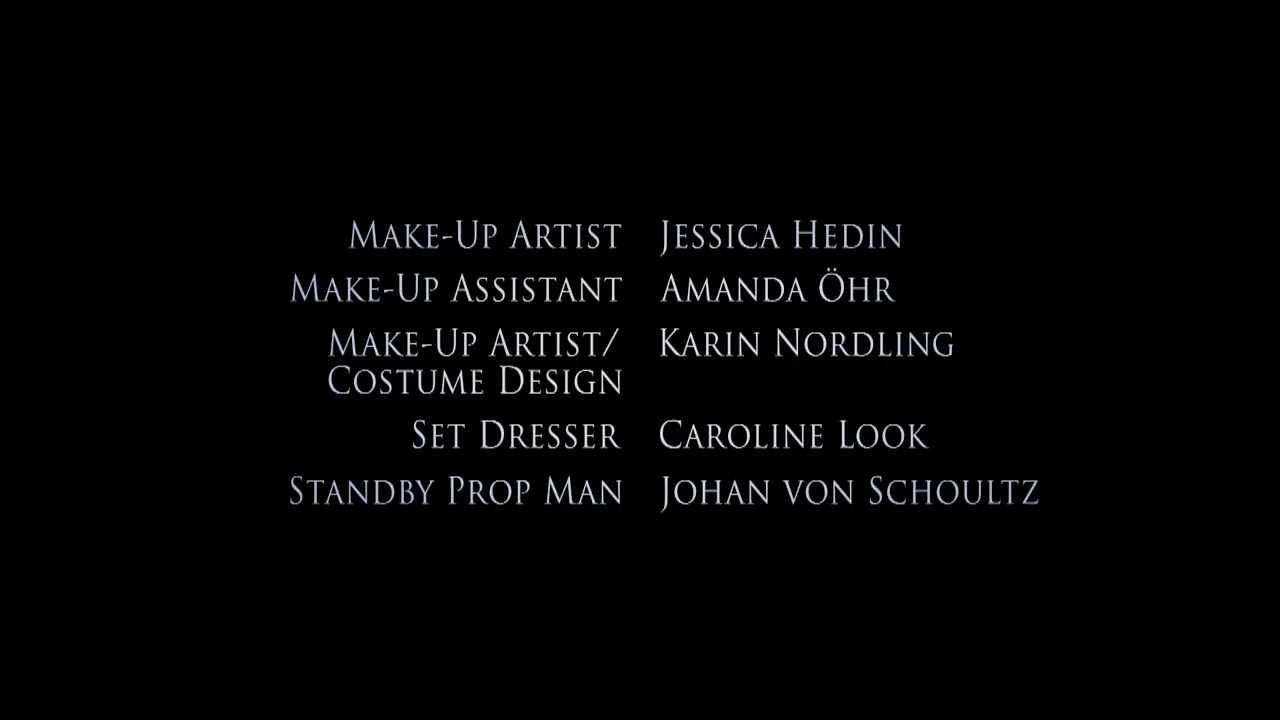 Make-Up Artist Jessica Hedin
Make-Up Assistant Amanda Öhr
Make-Up Artist/ Karin Nordling
Costume Design
Set Dresser Caroline Look
Standby Prop Man Johan von Schoultz